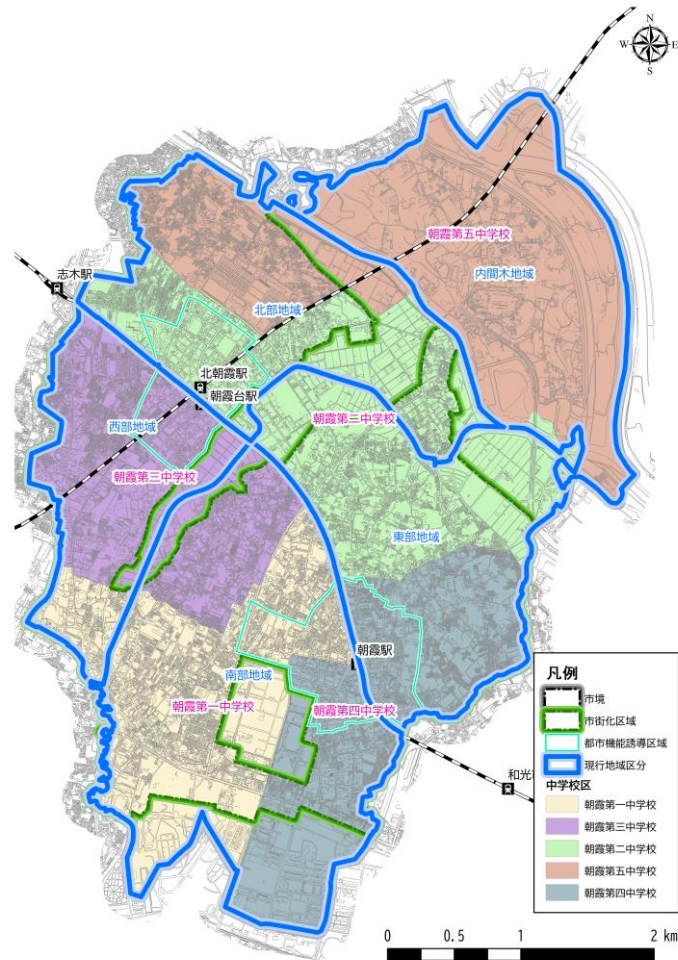 N
W
E
S
志木駅
朝霞第五中学校
内間木地域
北部地域
北朝霞駅
朝霞台駅
朝霞第二中学校
西部地域
朝霞第三中学校
東部地域
朝霞駅
南部地域
朝霞第一中学校
朝霞第四中学校
和光
凡例
市境
市街化区域
都市機能誘導区域
現行地域区分
中学校区
朝霞第一中学校
朝霞第三中学校
朝霞第二中学校
朝霞第五中学校
朝霞第四中学校
0 0.5 1 2 km